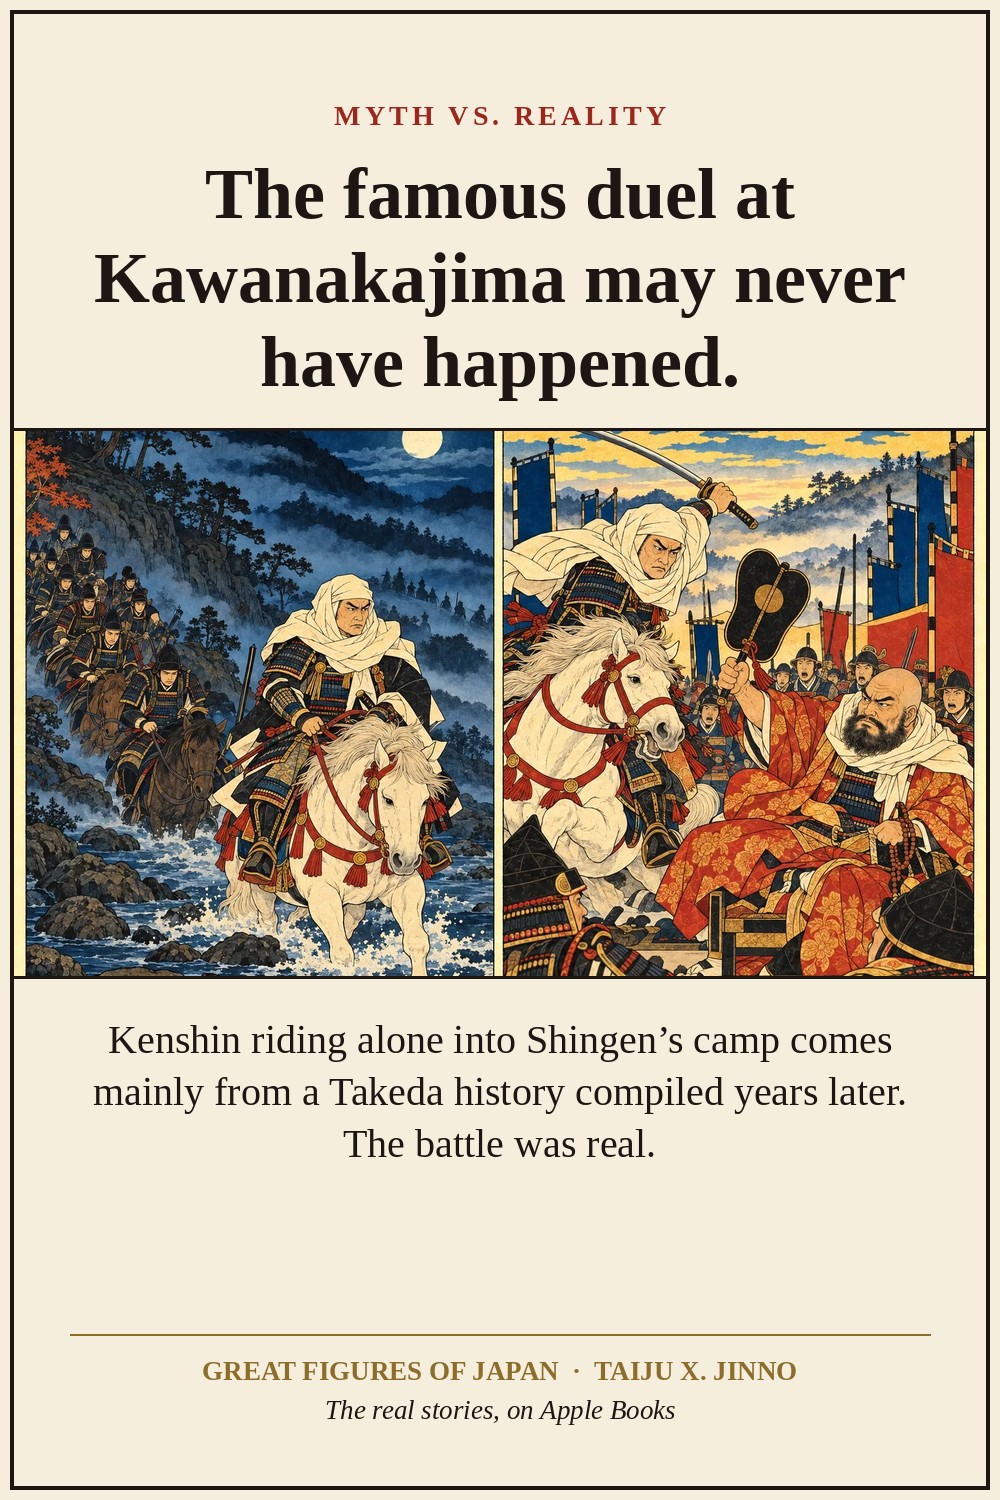 MYTH VS. REALITY
The famous duel at
Kawanakajima may never
have happened.
Kenshin riding alone into Shingen’s camp comes
mainly from a Takeda history compiled years later.
The battle was real.
GREAT FIGURES OF JAPAN · TAIJU X. JINNO
The real stories, on Apple Books